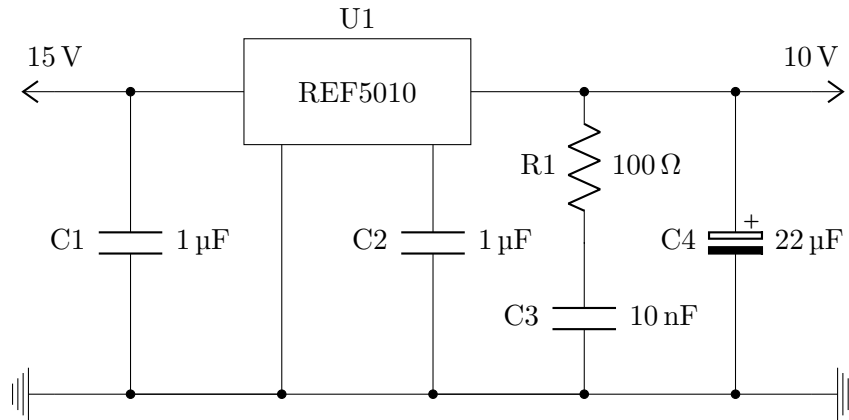 U1
15 V
10 V
REF5010
R1
100 Ω
C1
1 µF
C2
1 µF
C4
+
22 µF
C3
10 nF